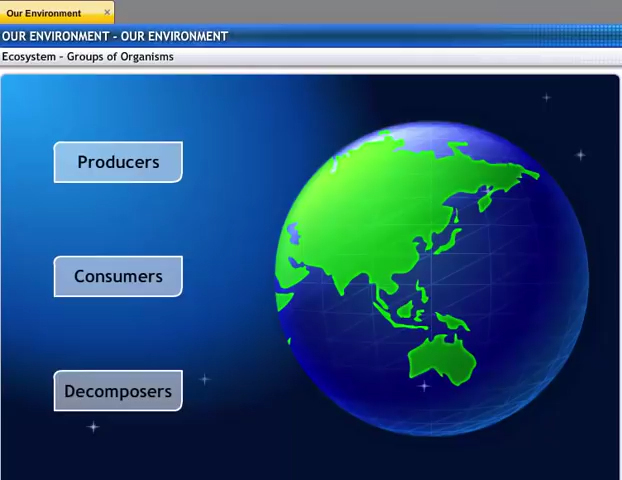 Our Environment
OUR ENVIRONMENT - OUR ENVIRONMENT
Ecosystem - Groups of Organisms
Producers
Consumers
Decomposers